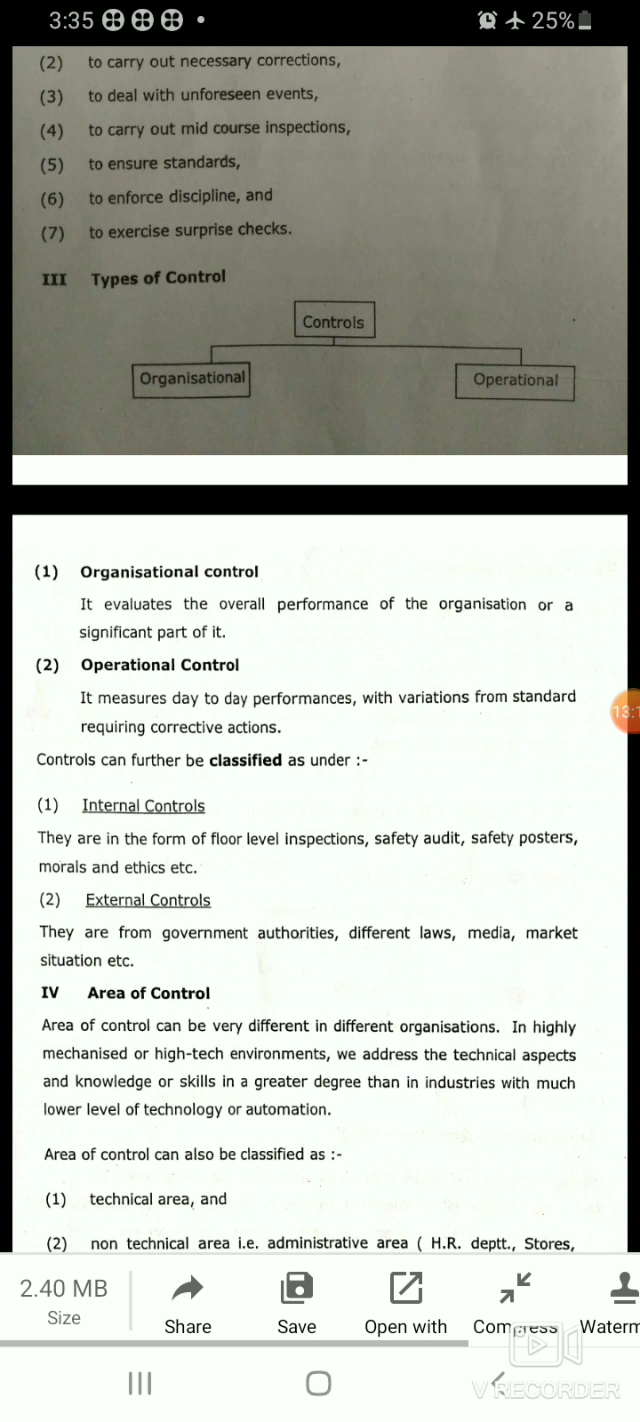 3:35
25%
(2) to carry out necessary corrections,
(3) to deal with unforeseen events,
(4) to carry out mid course inspections,
(5) to ensure standards,
(6) to enforce discipline, and
(7) to exercise surprise checks.
III Types of Control
Controls
Organisational Operational
(1) Organisational control
It evaluates the overall performance of the organisation or a
significant part of it.
(2) Operational Control
It measures day to day performances, with variations from standard
requiring corrective actions.
13:1
Controls can further be classified as under :-
(1) Internal Controls
They are in the form of floor level inspections, safety audit, safety posters,
morals and ethics etc.
(2) External Controls
They are from government authorities, different laws, media, market
situation etc.
IV Area of Control
Area of control can be very different in different organisations. In highly
mechanised or high-tech environments, we address the technical aspects
and knowledge or skills in a greater degree than in industries with much
lower level of technology or automation.
Area of control can also be classified as :-
(1) technical area, and
(2) non technical area i.e. administrative area ( H.R. deptt., Stores,
2.40 MB
Size
Share
Save
Open with
Compress
Waterm
VRECORDER